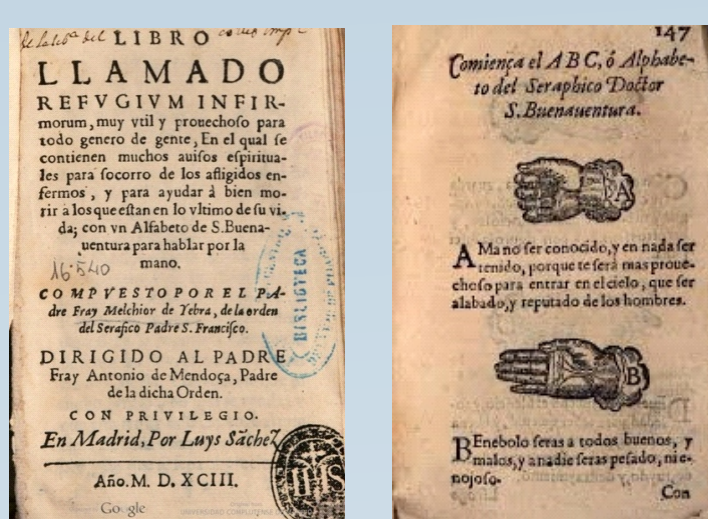 LIBRO
LLAMADO
REFVGIVM INFIR-
morum, muy vtil y prouechoſo para
todo genero de gente, En el qual ſe
contienen muchos auiſos eſpiritua-
les para ſocorro de los afligidos en-
fermos, y para ayudar à bien mo-
rir a los que eſtan en lo vltimo de ſu vi-
da; con vn Alfabeto de S. Buena-
uentura para hablar por la
mano.
16540
COMPVESTO POR EL PA-
dre Fray Melchior de Yebra, de la orden
del Serafico Padre S. Franciſco.
DIRIGIDO AL PADRE
Fray Antonio de Mendoça, Padre
de la dicha Orden.
CON PRIVILEGIO.
En Madrid, Por Luys Sãchez
Año. M. D. XCIII.
BIBLIOTECA
Google
UNIVERSIDAD COMPLUTENSE
147
Comiença el A B C, ó Alphabe-
to del Seraphico Doctor
S. Buenauentura.
A
AMa no ſer conocido, y en nada ſer
tenido, porque te ſerá mas proue-
choſo para entrar en el cielo, que ſer
alabado, y reputado de los hombres.
B
BEnebolo ſeras a todos buenos, y
malos, y a nadie ſeras peſado, ni e-
nojoſo.
Con